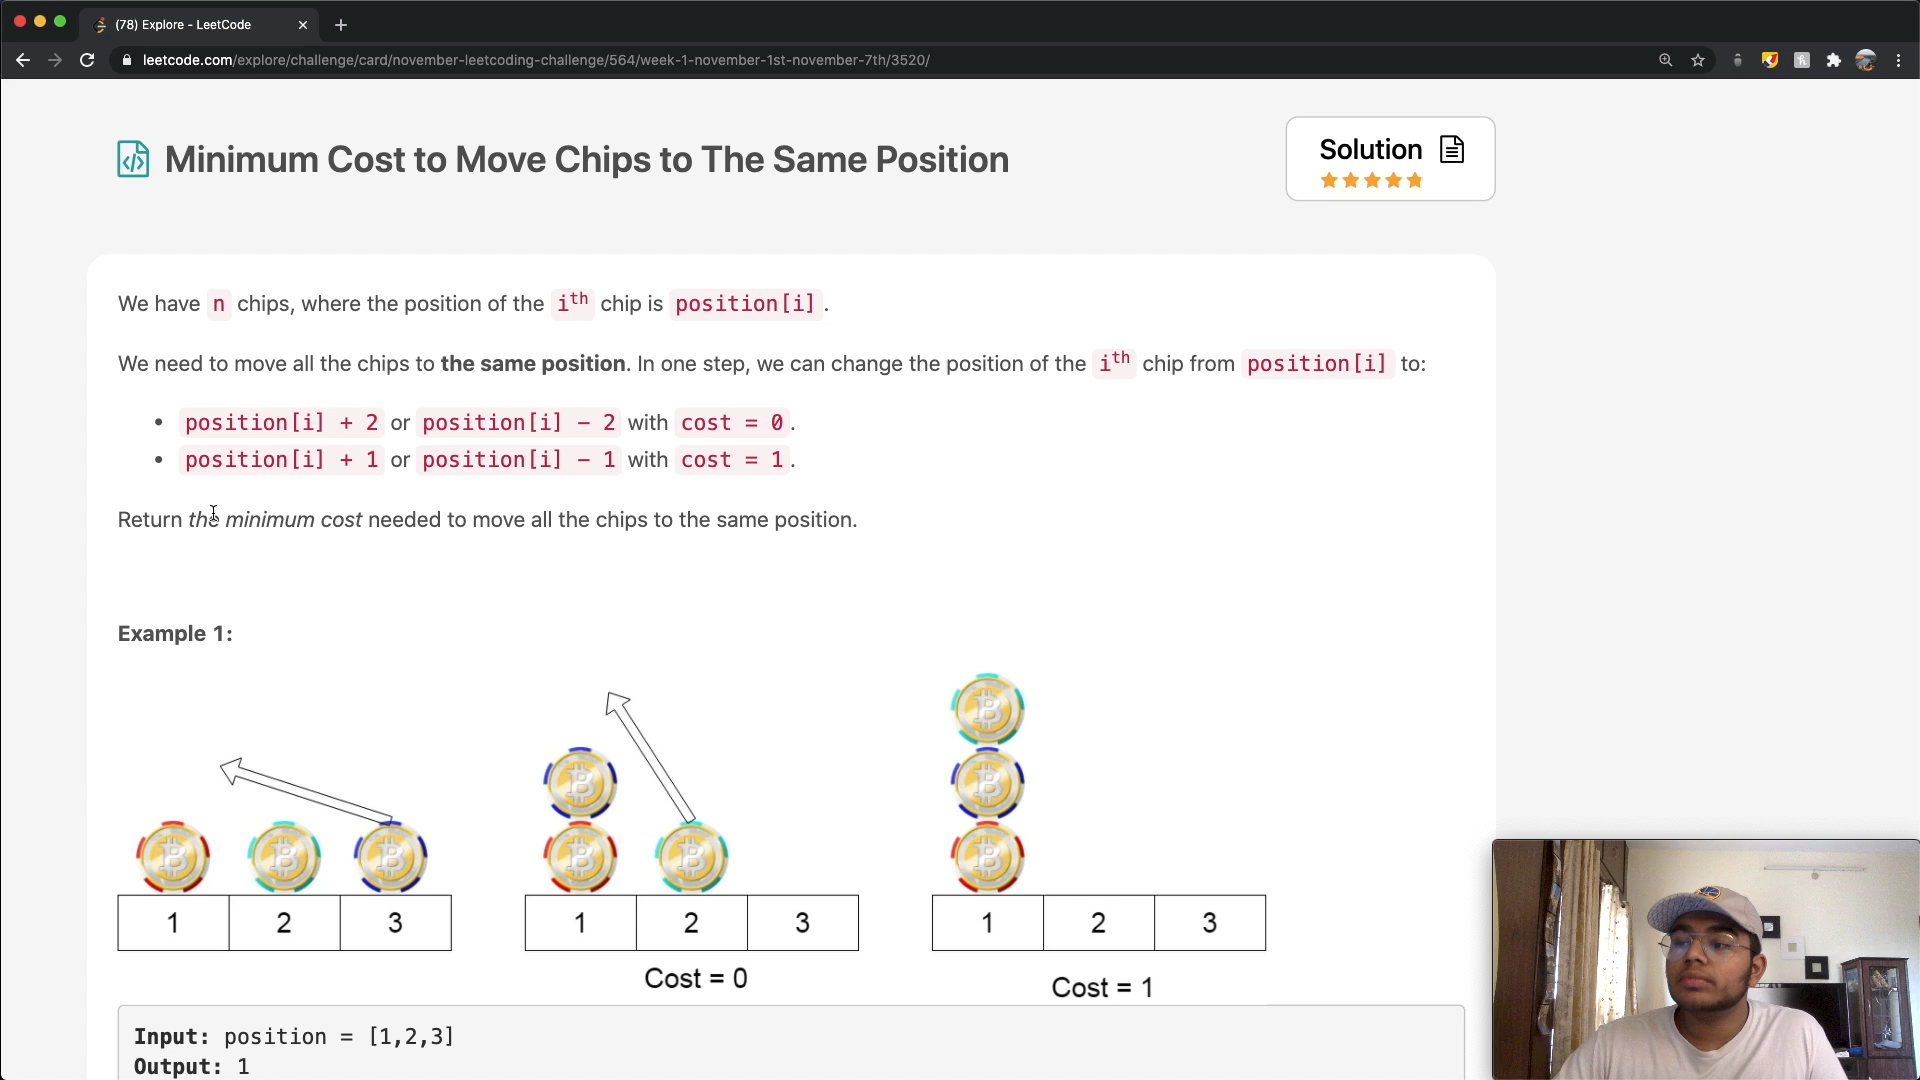 (78) Explore - LeetCode
leetcode.com/explore/challenge/card/november-leetcoding-challenge/564/week-1-november-1st-november-7th/3520/
Minimum Cost to Move Chips to The Same Position
Solution
We have n chips, where the position of the ith chip is position[i].
We need to move all the chips to the same position. In one step, we can change the position of the ith chip from position[i] to:
• position[i] + 2 or position[i] - 2 with cost = 0.
• position[i] + 1 or position[i] - 1 with cost = 1.
Return the minimum cost needed to move all the chips to the same position.
Example 1:
1 2 3 1 2 3 1 2 3
Cost = 0
Cost = 1
Input: position = [1,2,3]
Output: 1